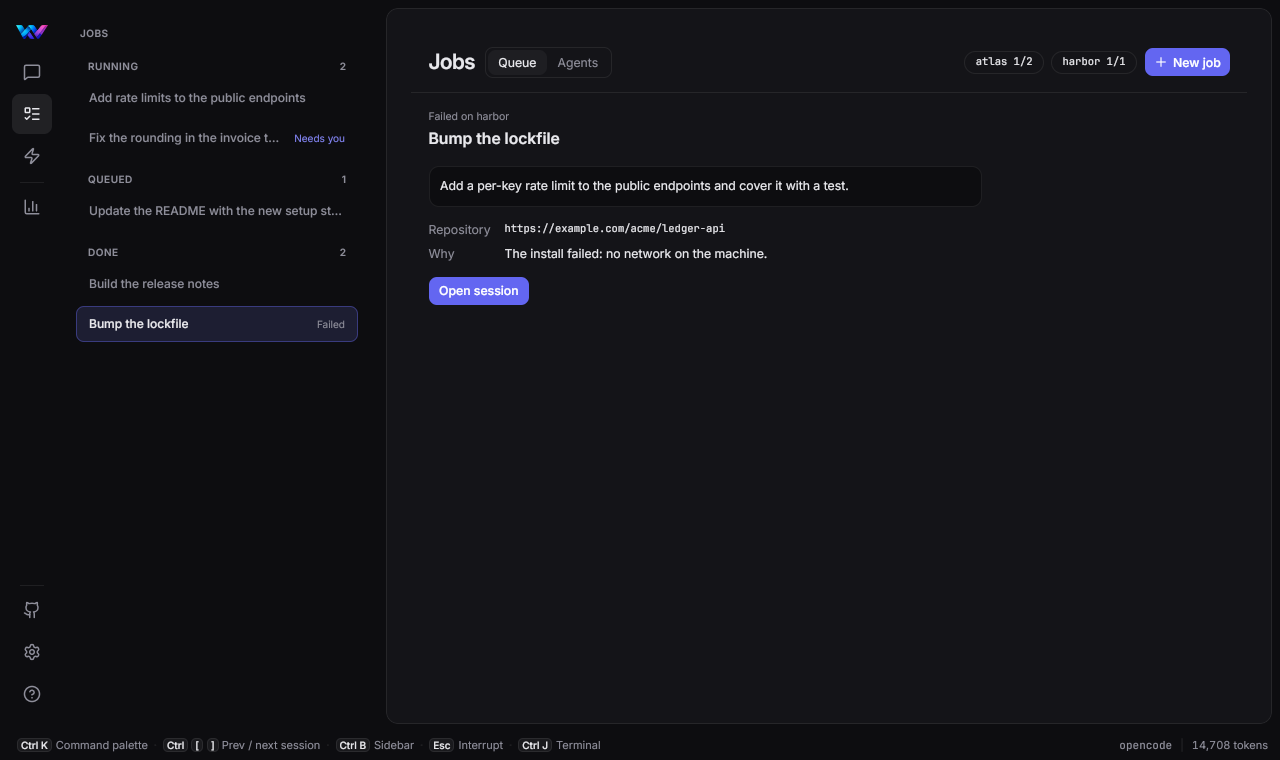 JOBS
RUNNING 2
Add rate limits to the public endpoints
Fix the rounding in the invoice t... Needs you
QUEUED 1
Update the README with the new setup st...
DONE 2
Build the release notes
Bump the lockfile Failed
Jobs Queue Agents atlas 1/2 harbor 1/1 + New job
Failed on harbor
Bump the lockfile
Add a per-key rate limit to the public endpoints and cover it with a test.
Repository https://example.com/acme/ledger-api
Why The install failed: no network on the machine.
Open session
Ctrl K Command palette · Ctrl [ ] Prev / next session · Ctrl B Sidebar · Esc Interrupt · Ctrl J Terminal opencode 14,708 tokens